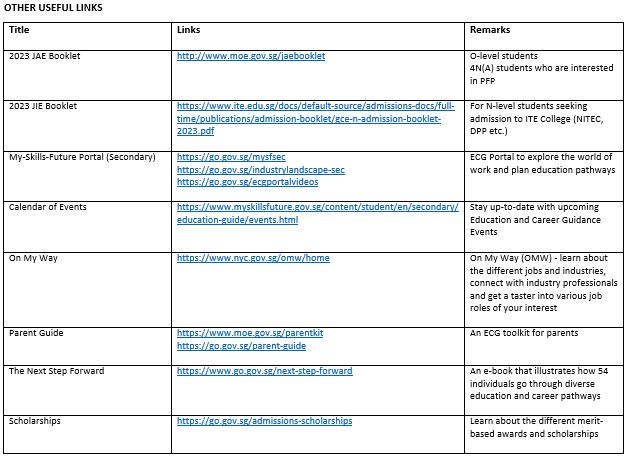 OTHER USEFUL LINKS
Title Links Remarks
2023 JAE Booklet http://www.moe.gov.sg/jaebooklet O-level students
4N(A) students who are interested
in PFP
2023 JIE Booklet https://www.ite.edu.sg/docs/default-source/admissions-docs/full- For N-level students seeking
time/publications/admission-booklet/gce-n-admission-booklet- admission to ITE College (NITEC,
2023.pdf DPP etc.)
My-Skills-Future Portal (Secondary) https://go.gov.sg/mysfsec ECG Portal to explore the world of
https://go.gov.sg/industrylandscape-sec work and plan education pathways
https://go.gov.sg/ecgportalvideos
Calendar of Events https://www.myskillsfuture.gov.sg/content/student/en/secondary/ Stay up-to-date with upcoming
education-guide/events.html Education and Career Guidance
Events
On My Way https://www.nyc.gov.sg/omw/home On My Way (OMW) - learn about
the different jobs and industries,
connect with industry professionals
and get a taster into various job
roles of your interest
Parent Guide https://www.moe.gov.sg/parentkit An ECG toolkit for parents
https://go.gov.sg/parent-guide
The Next Step Forward https://www.go.gov.sg/next-step-forward An e-book that illustrates how 54
individuals go through diverse
education and career pathways
Scholarships https://go.gov.sg/admissions-scholarships Learn about the different merit-
based awards and scholarships